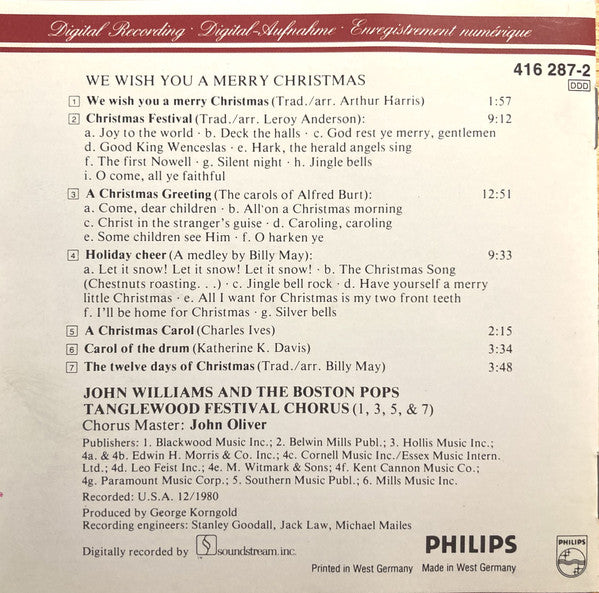 Digital Recording · Digital-Aufnahme · Enregistrement numérique
416 287-2
DDD
WE WISH YOU A MERRY CHRISTMAS
1 We wish you a merry Christmas (Trad./arr. Arthur Harris) 1:57
2 Christmas Festival (Trad./arr. Leroy Anderson): 9:12
a. Joy to the world · b. Deck the halls · c. God rest ye merry, gentlemen
d. Good King Wenceslas · e. Hark, the herald angels sing
f. The first Nowell · g. Silent night · h. Jingle bells
i. O come, all ye faithful
3 A Christmas Greeting (The carols of Alfred Burt): 12:51
a. Come, dear children · b. All on a Christmas morning
c. Christ in the stranger's guise · d. Caroling, caroling
e. Some children see Him · f. O harken ye
4 Holiday cheer (A medley by Billy May): 9:33
a. Let it snow! Let it snow! Let it snow! · b. The Christmas Song
(Chestnuts roasting. . .) · c. Jingle bell rock · d. Have yourself a merry
little Christmas · e. All I want for Christmas is my two front teeth
f. I'll be home for Christmas · g. Silver bells
5 A Christmas Carol (Charles Ives) 2:15
6 Carol of the drum (Katherine K. Davis) 3:34
7 The twelve days of Christmas (Trad./arr. Billy May) 3:48
JOHN WILLIAMS AND THE BOSTON POPS
TANGLEWOOD FESTIVAL CHORUS (1, 3, 5, & 7)
Chorus Master: John Oliver
Publishers: 1. Blackwood Music Inc.; 2. Belwin Mills Publ.; 3. Hollis Music Inc.;
4a. & 4b. Edwin H. Morris & Co. Inc.; 4c. Cornell Music Inc./Essex Music Intern.
Ltd.; 4d. Leo Feist Inc.; 4e. M. Witmark & Sons; 4f. Kent Cannon Music Co.;
4g. Paramount Music Corp.; 5. Southern Music Publ.; 6. Mills Music Inc.
Recorded: U.S.A. 12/1980
Produced by George Korngold
Recording engineers: Stanley Goodall, Jack Law, Michael Mailes
Digitally recorded by S soundstream, inc.
PHILIPS
PHILIPS
Printed in West Germany Made in West Germany